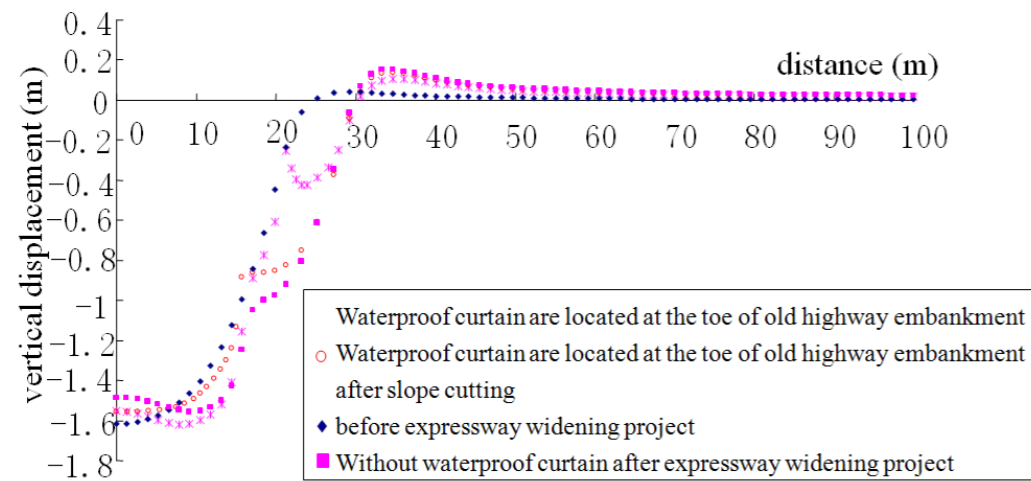 0.4
0.2
0
-0.2
-0.4
-0.6
-0.8
-1
-1.2
-1.4
-1.6
-1.8
vertical displacement (m)
distance (m)
0 10 20 30 40 50 60 70 80 90 100
Waterproof curtain are located at the toe of old highway embankment
Waterproof curtain are located at the toe of old highway embankment
after slope cutting
before expressway widening project
Without waterproof curtain after expressway widening project